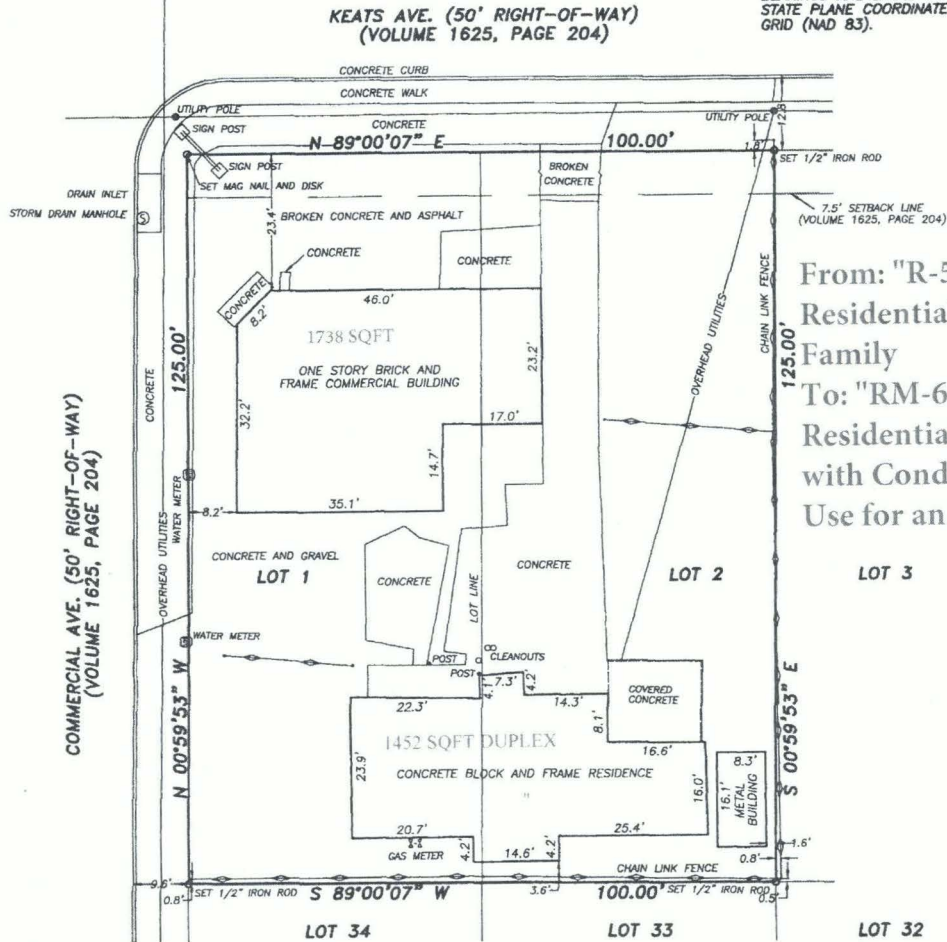 KEATS AVE. (50' RIGHT-OF-WAY)
(VOLUME 1625, PAGE 204)
STATE PLANE COORDINATE
GRID (NAD 83).
CONCRETE CURB
CONCRETE WALK
UTILITY POLE
UTILITY POLE
12.8'
SIGN POST
CONCRETE
N 89°00'07" E
100.00'
1.8'
SET 1/2" IRON ROD
SIGN POST
SET MAG NAIL AND DISK
BROKEN
CONCRETE
DRAIN INLET
STORM DRAIN MANHOLE
S
BROKEN CONCRETE AND ASPHALT
23.4'
7.5' SETBACK LINE
(VOLUME 1625, PAGE 204)
CONCRETE
CONCRETE
CONCRETE
8.2'
46.0'
1738 SQFT
ONE STORY BRICK AND
FRAME COMMERCIAL BUILDING
23.2'
32.2'
17.0'
14.7'
35.1'
8.2'
125.00'
CONCRETE
OVERHEAD UTILITIES
CHAIN LINK FENCE
125.00'
From: "R-5
Residentia
Family
To: "RM-6
Residentia
with Cond
Use for an
COMMERCIAL AVE. (50' RIGHT-OF-WAY)
(VOLUME 1625, PAGE 204)
OVERHEAD UTILITIES
WATER METER
CONCRETE AND GRAVEL
LOT 1
CONCRETE
LOT LINE
CONCRETE
LOT 2
LOT 3
WATER METER
POST
CLEANOUTS
POST
N 00°59'53" W
S 00°59'53" E
4.1'
7.3'
4.2'
14.3'
8.1'
COVERED
CONCRETE
22.3'
1452 SQFT DUPLEX
CONCRETE BLOCK AND FRAME RESIDENCE
"
23.9'
16.6'
16.0'
8.3'
16.1'
METAL
BUILDING
20.7'
GAS METER
4.2'
14.6'
4.2'
25.4'
CHAIN LINK FENCE
0.8'
1.6'
9.6'
0.8'
SET 1/2" IRON ROD
S 89°00'07" W
3.6'
100.00'
SET 1/2" IRON ROD
0.5'
LOT 34
LOT 33
LOT 32